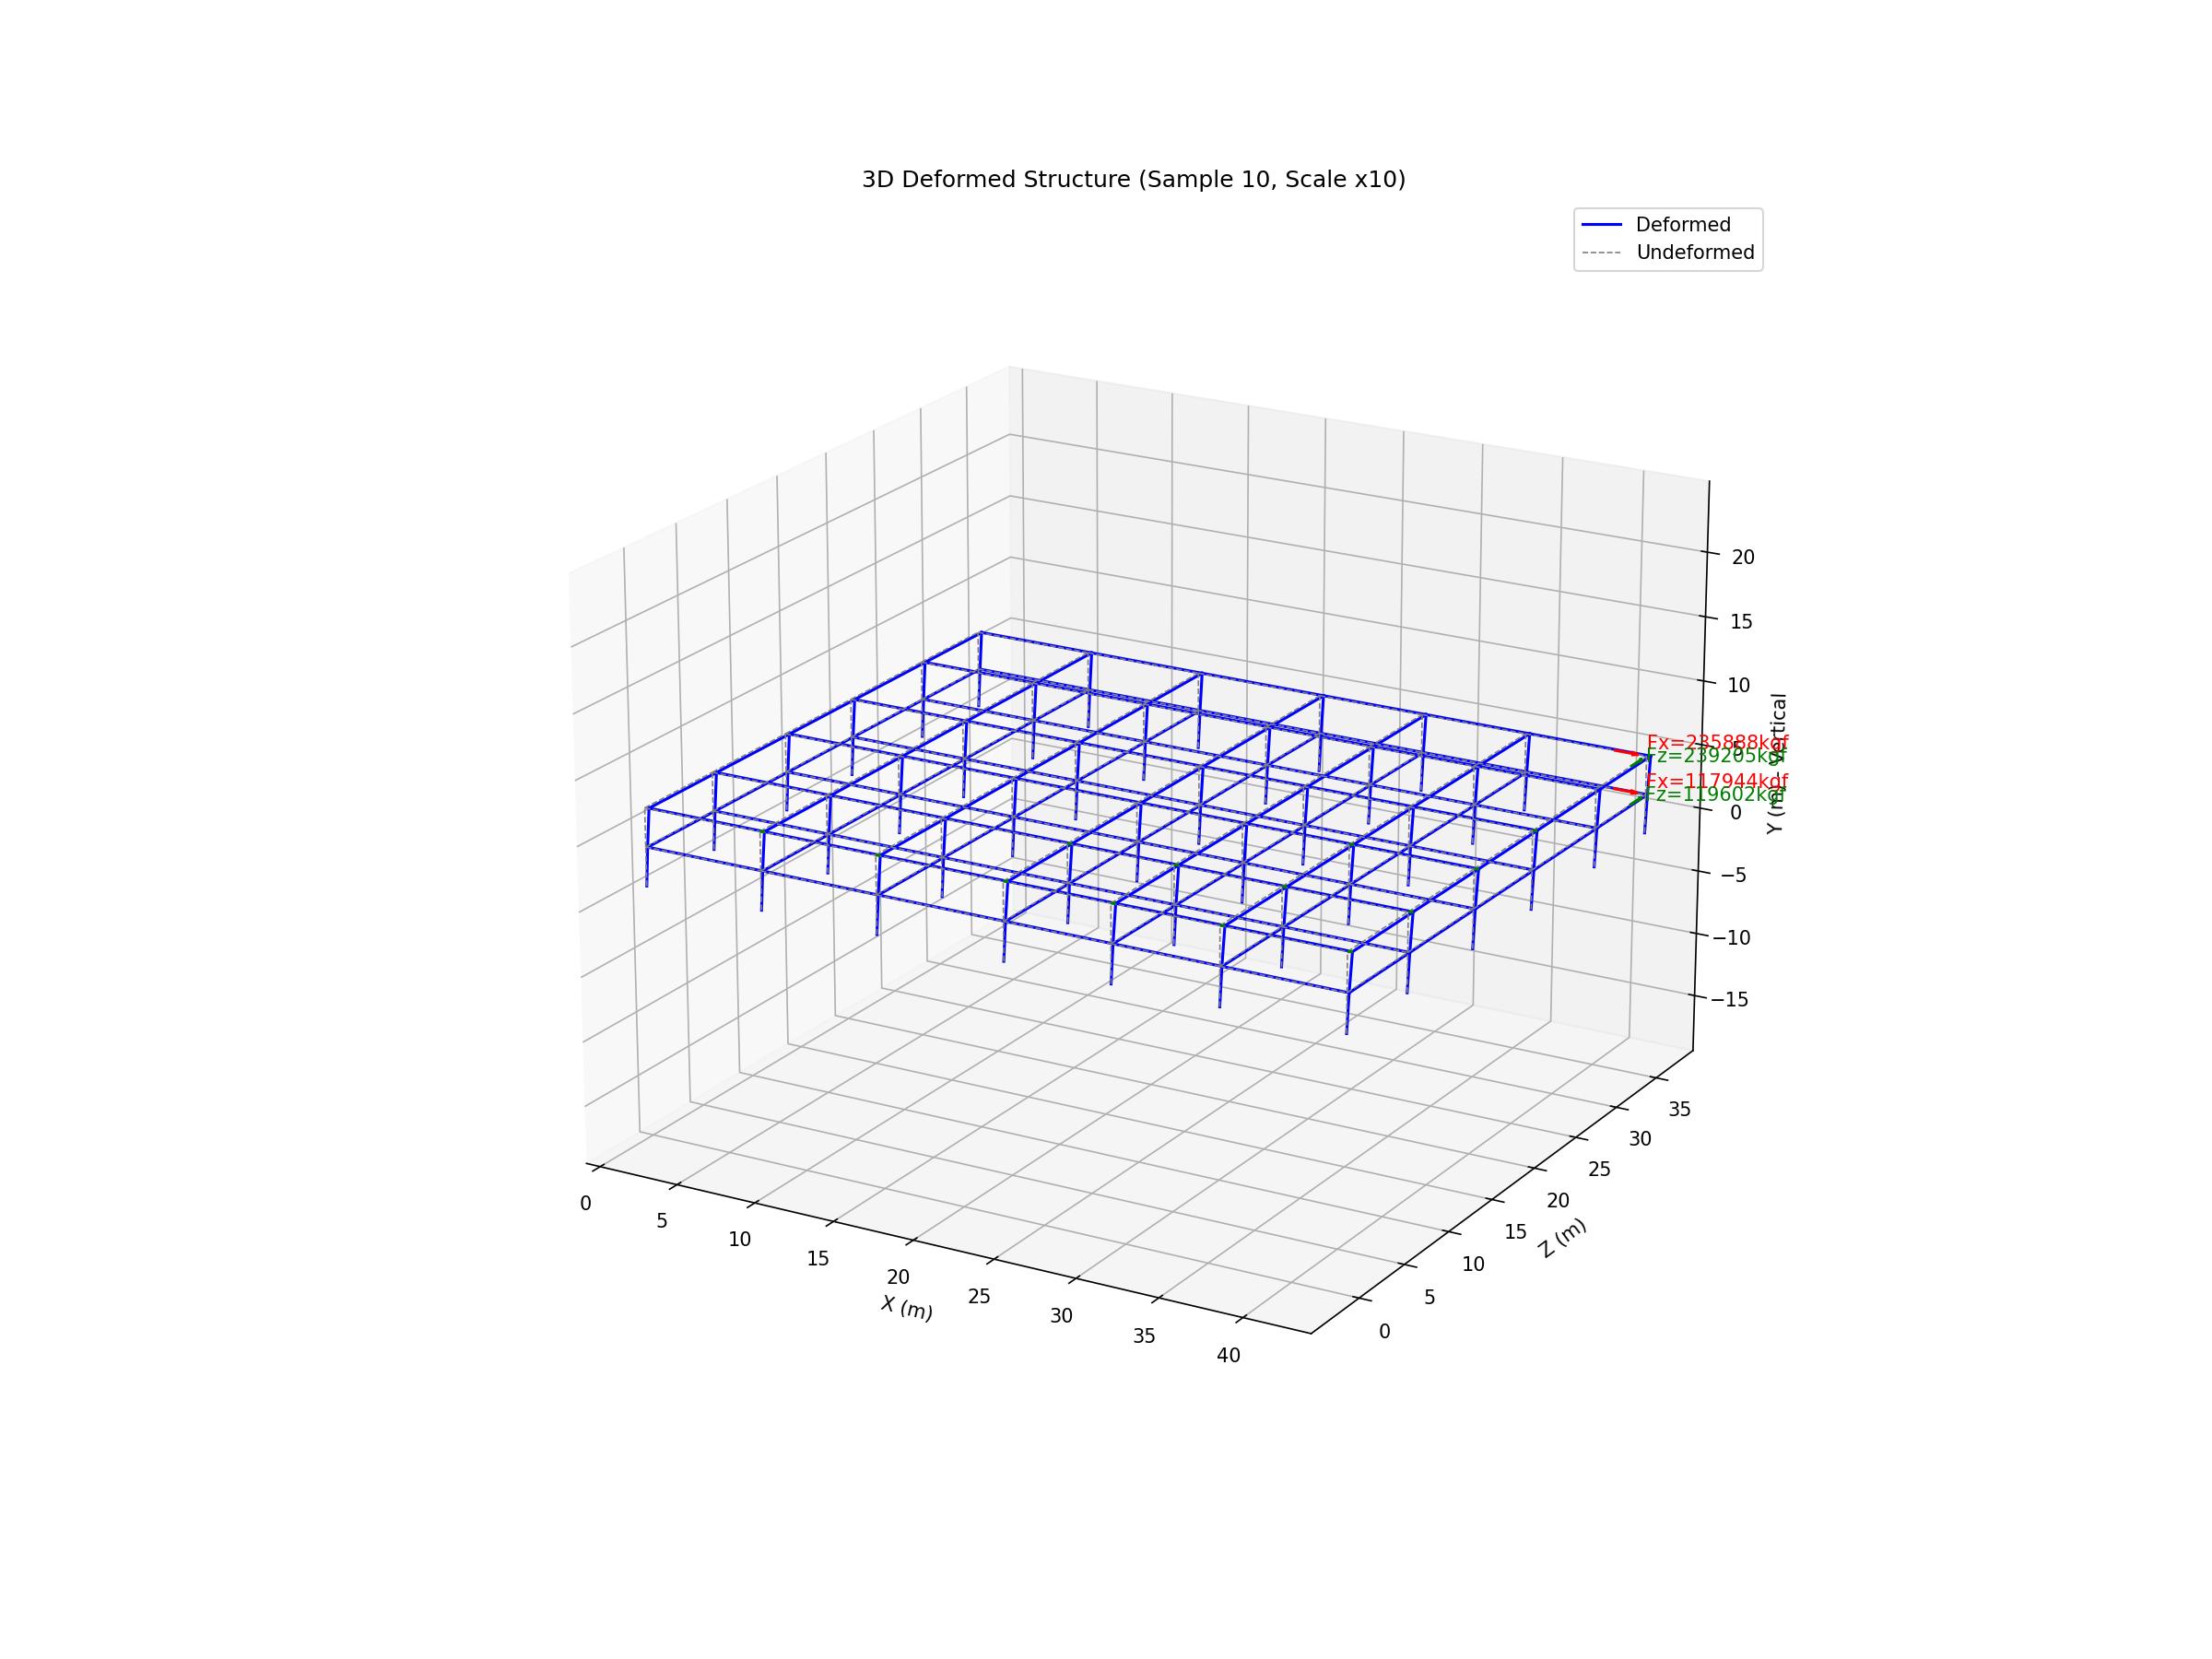 3D Deformed Structure (Sample 10, Scale x10)
Deformed
Undeformed
20
15
10
5
0
−5
−10
−15
Fx=235888kgf
Fz=239205kgf
Fx=117944kgf
Fz=119602kgf
35
30
25
20
15
10
5
0
Z (m)
0
5
10
15
20
25
30
35
40
X (m)